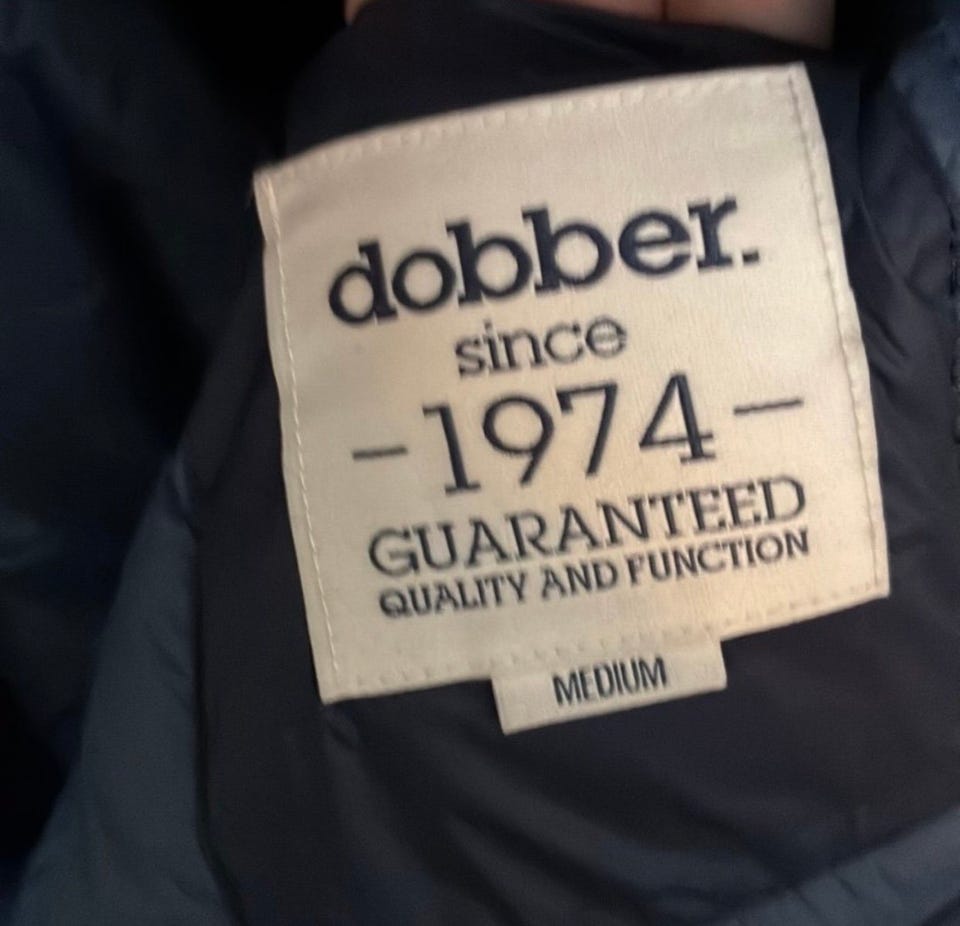 dobber.
since
-1974-
GUARANTEED
QUALITY AND FUNCTION
MEDIUM